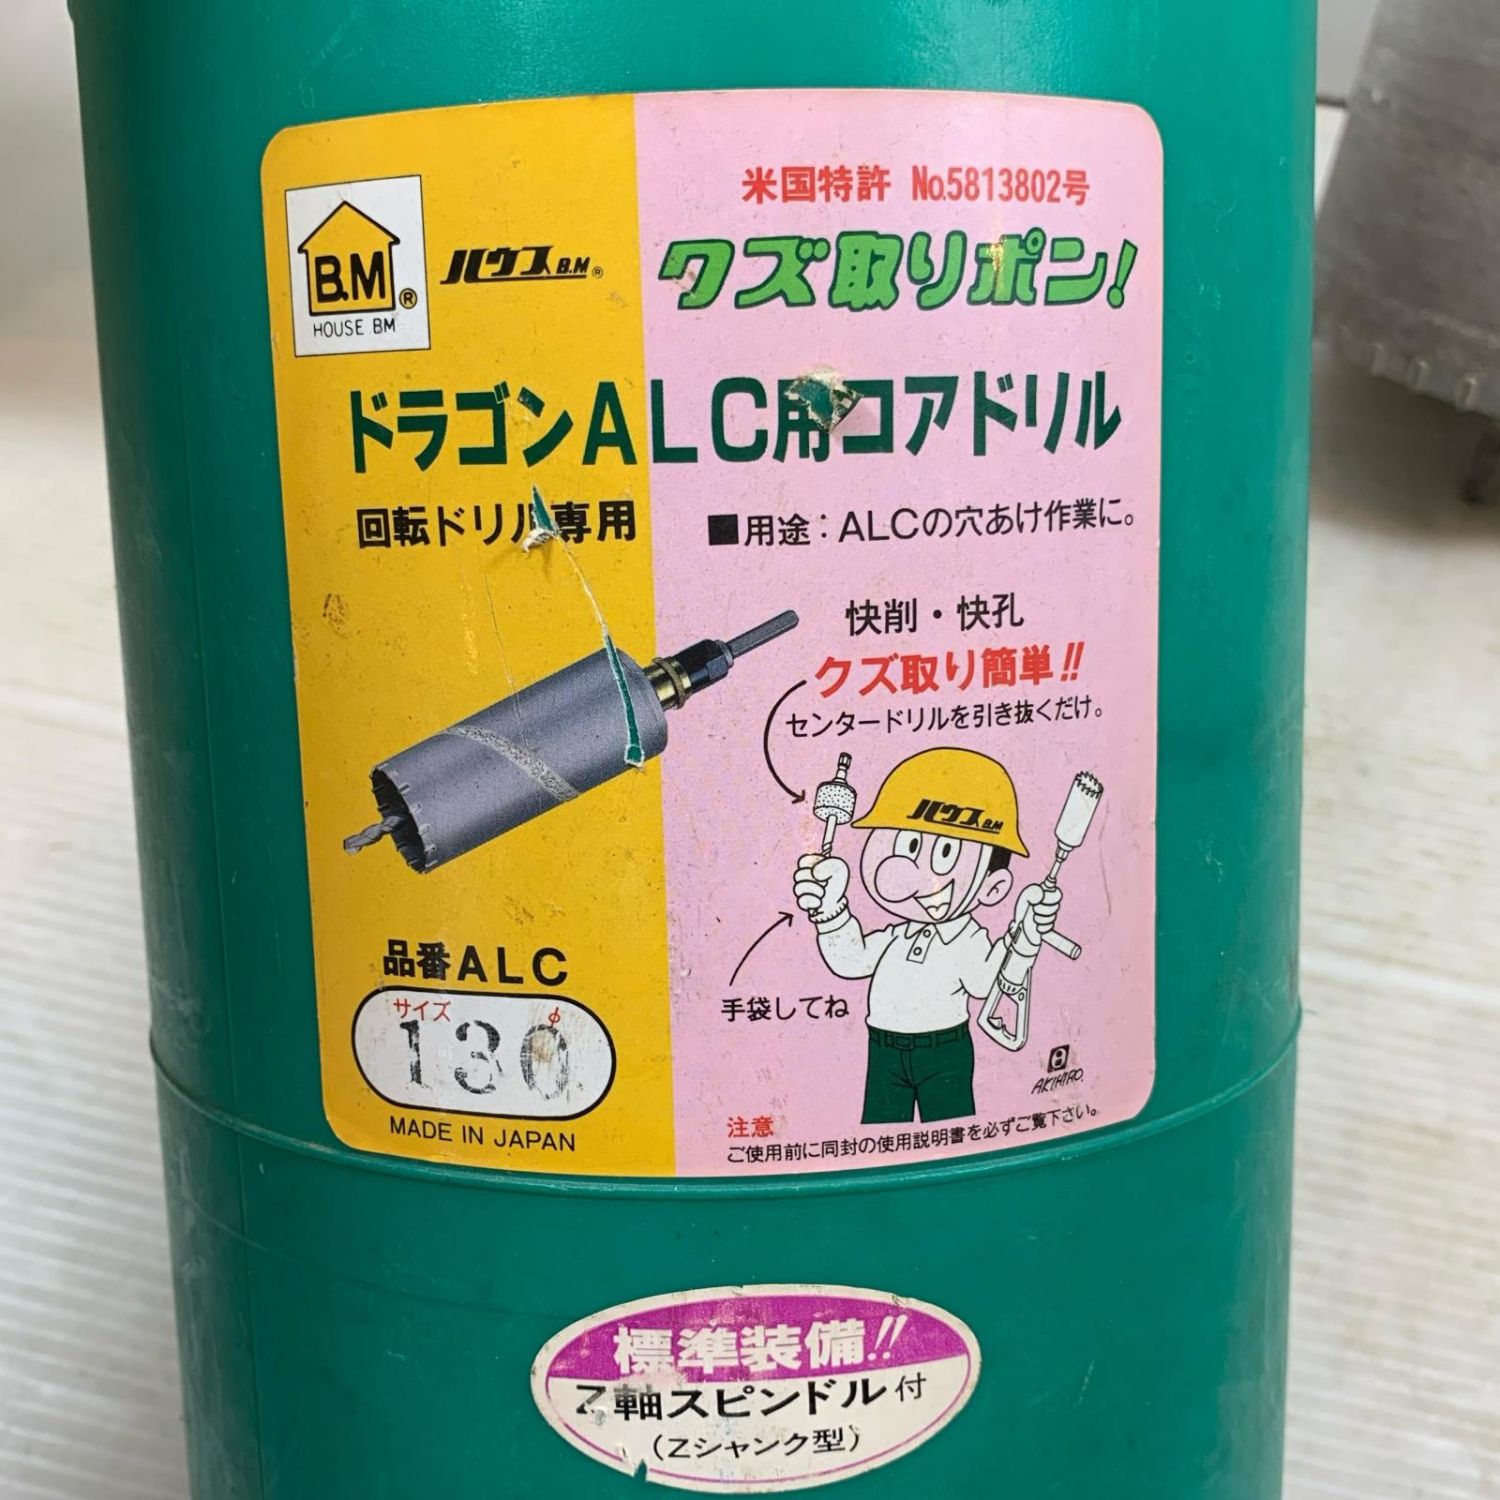 米国特許 No.5813802号
B.M®
HOUSE BM
ハウスB.M®
クズ取りポン!
ドラゴンALC用コアドリル
回転ドリル専用
■用途:ALCの穴あけ作業に。
快削・快孔
クズ取り簡単!!
センタードリルを引き抜くだけ。
ハウスB.M
手袋してね
AKIHIRO.
品番ALC
サイズ φ
130
MADE IN JAPAN
注意
ご使用前に同封の使用説明書を必ずご覧下さい。
標準装備!!
Z軸スピンドル付
(Zシャンク型)